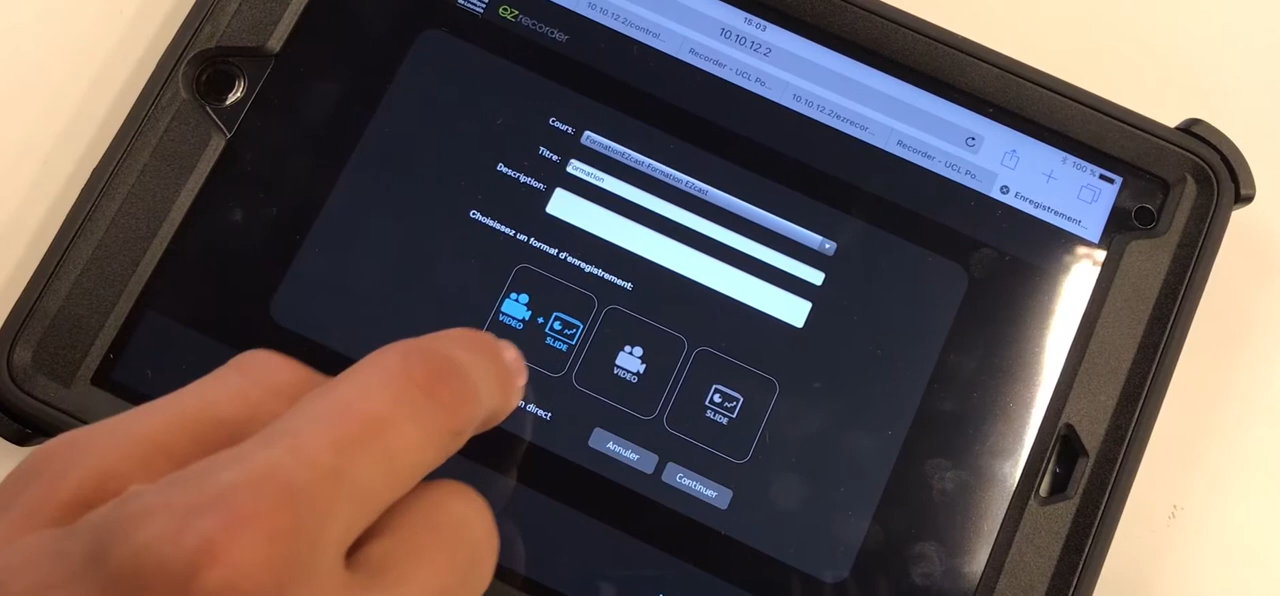 de Louvain
EZrecorder
15:03
10.10.12.2
100 %
10.10.12.2/control...
Recorder - UCL Po...
10.10.12.2/ezrecor...
Recorder - UCL Po...
Enregistrement...
Cours:
FormationEZcast-Formation EZcast
Titre:
Formation
Description:
Choisissez un format d'enregistrement:
VIDEO + SLIDE
VIDEO
SLIDE
n direct
Annuler
Continuer